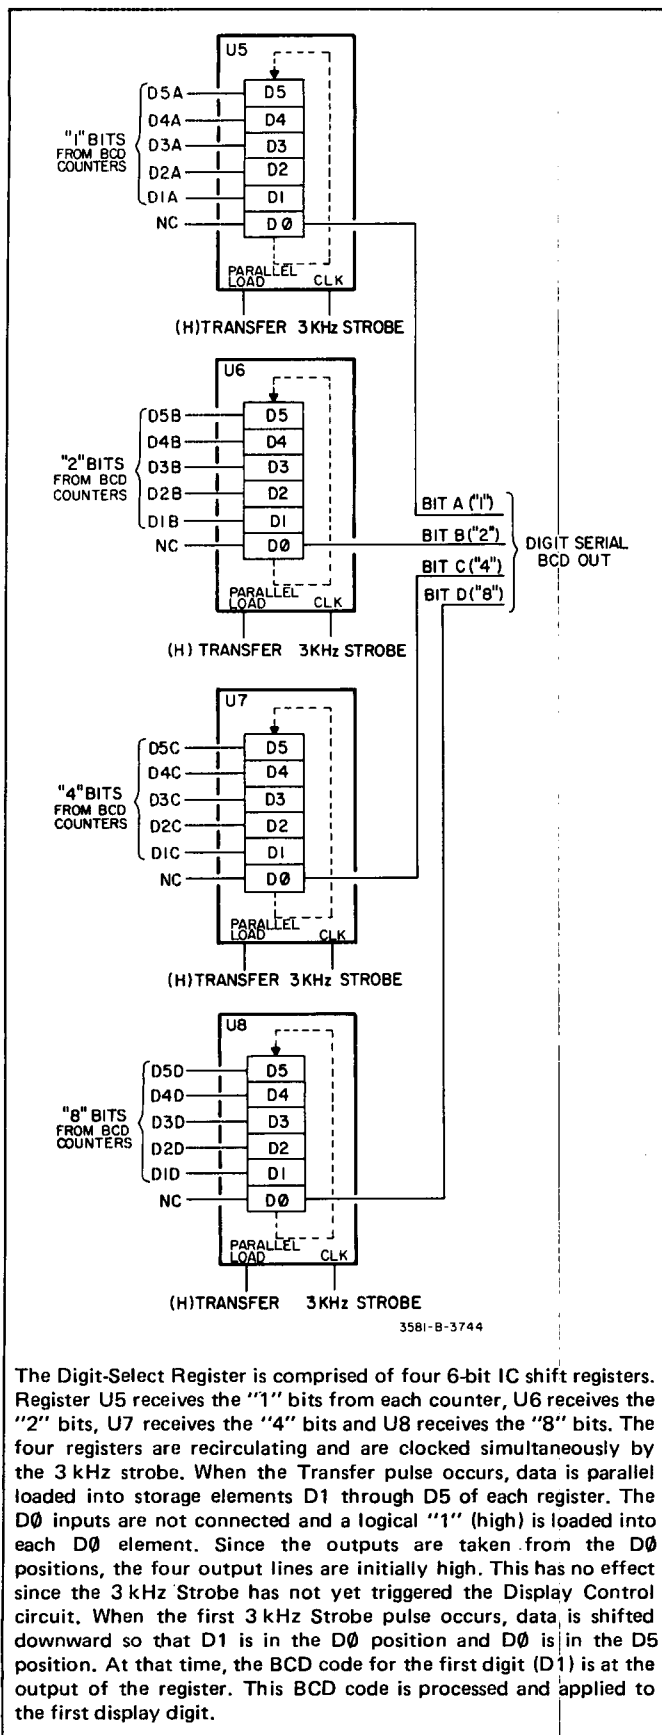 U5
D5A
D5
D4A
D4
"1" BITS
FROM BCD
COUNTERS
D3A
D3
D2A
D2
D1A
D1
NC
DØ
PARALLEL
LOAD
CLK
(H)TRANSFER 3KHz STROBE
U6
D5B
D5
D4B
D4
"2" BITS
FROM BCD
COUNTERS
D3B
D3
D2B
D2
D1B
D1
NC
DØ
PARALLEL
LOAD
CLK
(H) TRANSFER 3KHz STROBE
BIT A ("1")
BIT B ("2")
BIT C ("4")
BIT D ("8")
DIGIT SERIAL
BCD OUT
U7
D5C
D5
D4C
D4
"4" BITS
FROM BCD
COUNTERS
D3C
D3
D2C
D2
D1C
D1
NC
DØ
PARALLEL
LOAD
CLK
(H)TRANSFER 3KHz STROBE
U8
D5D
D5
D4D
D4
"8" BITS
FROM BCD
COUNTERS
D3D
D3
D2D
D2
D1D
D1
NC
DØ
PARALLEL
LOAD
CLK
(H)TRANSFER 3KHz STROBE
3581-B-3744
The Digit-Select Register is comprised of four 6-bit IC shift registers.
Register U5 receives the "1" bits from each counter, U6 receives the
"2" bits, U7 receives the "4" bits and U8 receives the "8" bits. The
four registers are recirculating and are clocked simultaneously by
the 3 kHz strobe. When the Transfer pulse occurs, data is parallel
loaded into storage elements D1 through D5 of each register. The
DØ inputs are not connected and a logical "1" (high) is loaded into
each DØ element. Since the outputs are taken from the DØ
positions, the four output lines are initially high. This has no effect
since the 3 kHz Strobe has not yet triggered the Display Control
circuit. When the first 3 kHz Strobe pulse occurs, data is shifted
downward so that D1 is in the DØ position and DØ is in the D5
position. At that time, the BCD code for the first digit (D1) is at the
output of the register. This BCD code is processed and applied to
the first display digit.